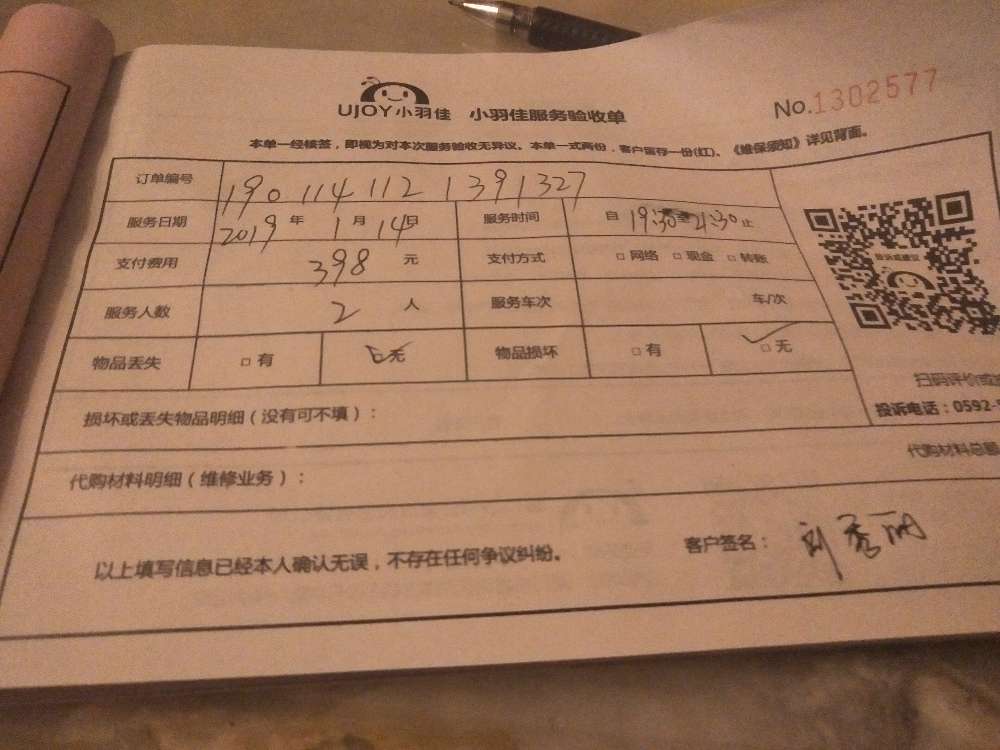 UJOY小羽佳 小羽佳服务验收单 No.1302577
本单一经核签，即视为对本次服务验收无异议。本单一式两份，客户留存一份(红)。《维保须知》详见背面。
订单编号 190 114 112 1391327
服务日期 2019 年 1 月 14 日 服务时间 自 19:30 至 21:30 止
支付费用 398 元 支付方式 □ 网络 □ 现金 □ 转账
服务人数 2 人 服务车次 车/次
物品丢失 □ 有 □ 无 物品损坏 □ 有 □ 无
扫码评价或
投诉电话：0592-
损坏或丢失物品明细（没有可不填）：
代购材料明细（维修业务）： 代购材料总额
以上填写信息已经本人确认无误，不存在任何争议纠纷。 客户签名： 刘秀丽